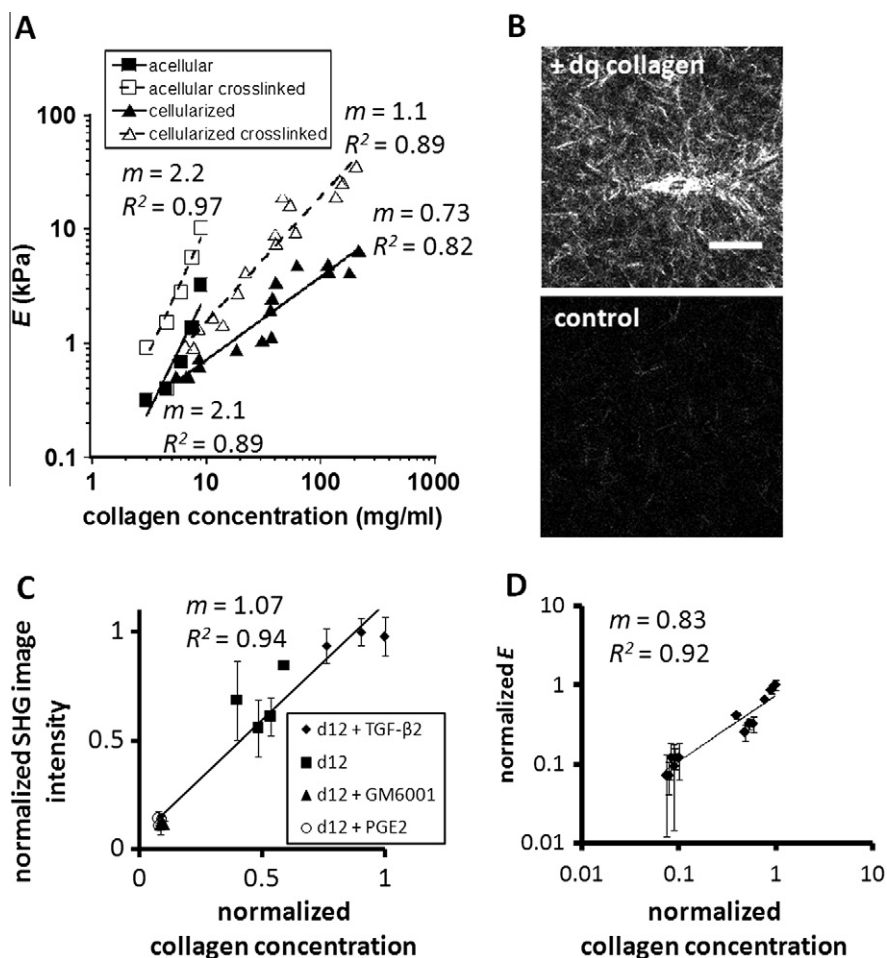 A
acellular
acellular crosslinked
cellularized
cellularized crosslinked
100
10
1
0.1
E (kPa)
m = 2.2
R² = 0.97
m = 1.1
R² = 0.89
m = 0.73
R² = 0.82
m = 2.1
R² = 0.89
1
10
100
1000
collagen concentration (mg/ml)
B
+ dq collagen
control
C
m = 1.07
R² = 0.94
normalized SHG image
intensity
1
0.5
0
d12 + TGF-β2
d12
d12 + GM6001
d12 + PGE2
0
0.5
1
normalized
collagen concentration
D
m = 0.83
R² = 0.92
normalized E
10
1
0.1
0.01
0.01
0.1
1
10
normalized
collagen concentration